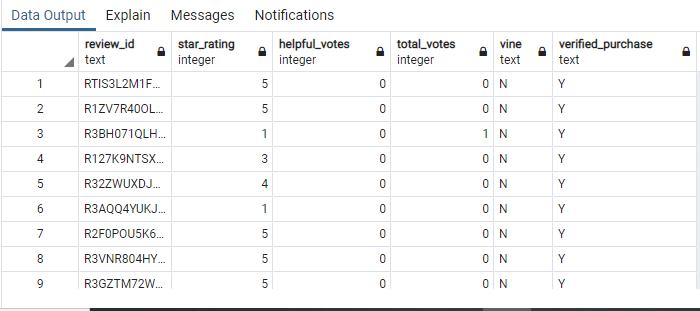 Data Output Explain Messages Notifications
review_id text star_rating integer helpful_votes integer total_votes integer vine text verified_purchase text
1 RTIS3L2M1F... 5 0 0 N Y
2 R1ZV7R40OL... 5 0 0 N Y
3 R3BH071QLH... 1 0 1 N Y
4 R127K9NTSX... 3 0 0 N Y
5 R32ZWUXDJ... 4 0 0 N Y
6 R3AQQ4YUKJ... 1 0 0 N Y
7 R2F0POU5K6... 5 0 0 N Y
8 R3VNR804HY... 5 0 0 N Y
9 R3GZTM72W... 5 0 0 N Y